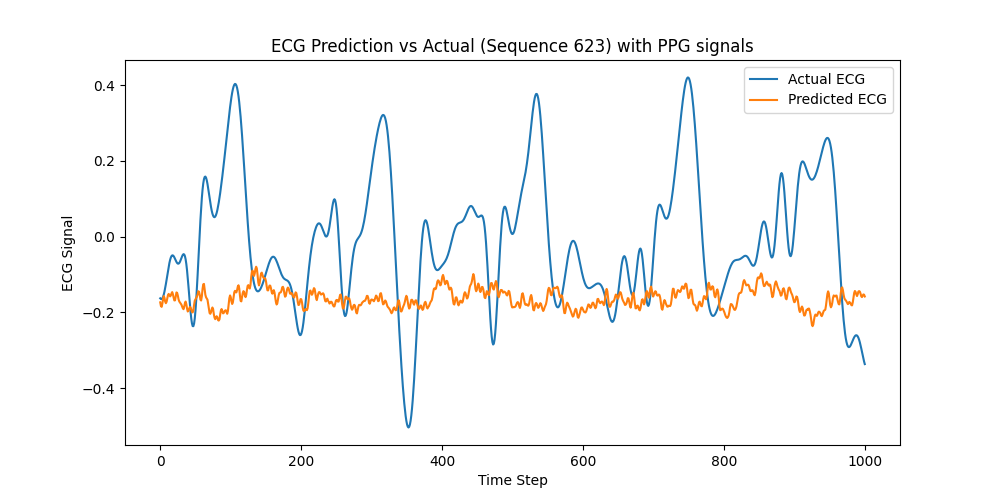 ECG Prediction vs Actual (Sequence 623) with PPG signals
Actual ECG
Predicted ECG
ECG Signal
0.4
0.2
0.0
−0.2
−0.4
0 200 400 600 800 1000
Time Step